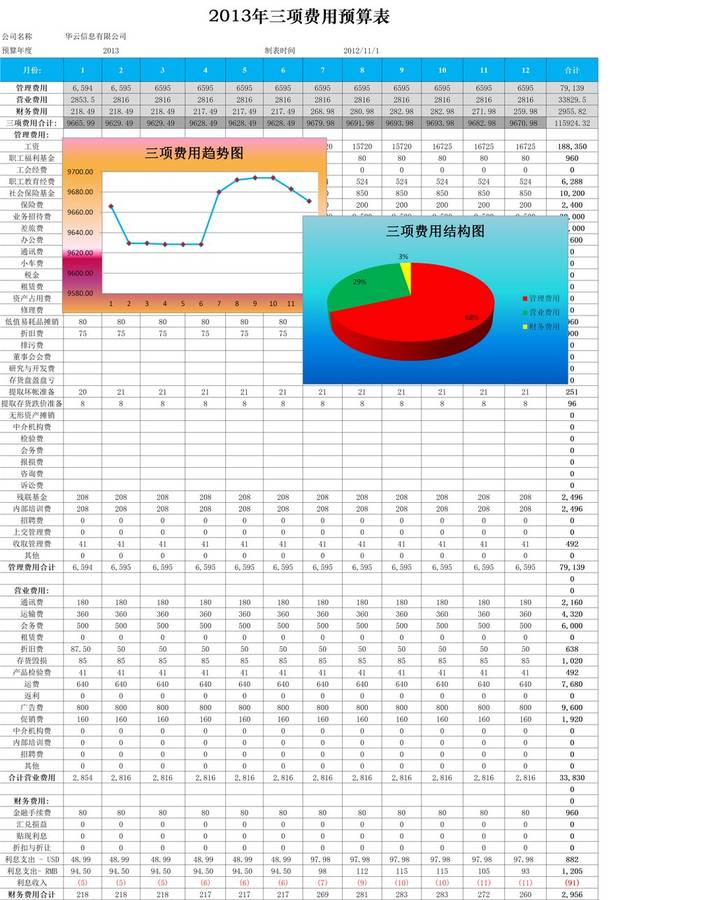 2013年三项费用预算表
公司名称 华云信息有限公司
预算年度 2013 制表时间 2012/11/1
月份: 1 2 3 4 5 6 7 8 9 10 11 12 合计
管理费用 6,594 6,595 6595 6595 6595 6595 6595 6595 6595 6595 6595 6595 79,139
营业费用 2853.5 2816 2816 2816 2816 2816 2816 2816 2816 2816 2816 2816 33829.5
财务费用 218.49 218.49 218.49 217.49 217.49 217.49 268.98 280.98 282.98 282.98 271.98 259.98 2955.82
三项费用合计: 9665.99 9629.49 9629.49 9628.49 9628.49 9628.49 9679.98 9691.98 9693.98 9693.98 9682.98 9670.98 115924.32
管理费用:
工资 20 15720 15720 16725 16725 16725 188,350
职工福利基金 80 80 80 80 80 960
工会经费 0 0 0 0 0 0
职工教育经费 524 524 524 524 524 6,288
社会保险基金 850 850 850 850 850 10,200
保险费 200 200 200 200 200 2,400
业务招待费
差旅费 ,000
办公费 600
通讯费 0
小车费 0
税金 0
租赁费 0
资产占用费 0
修理费 0
三项费用趋势图
9700.00
9680.00
9660.00
9640.00
9620.00
9600.00
9580.00
1 2 3 4 5 6 7 8 9 10 11
三项费用结构图
3%
29%
68%
管理费用
营业费用
财务费用
低值易耗品摊销 80 80 80 80 80 80 960
折旧费 75 75 75 75 75 75 900
排污费 0
董事会会费 0
研究与开发费 0
存货盘盈盘亏 0
提取坏帐准备 20 21 21 21 21 21 21 21 21 21 21 21 251
提取存货跌价准备 8 8 8 8 8 8 8 8 8 8 8 8 96
无形资产摊销 0
中介机构费 0
检验费 0
会务费 0
报损费 0
咨询费 0
诉讼费 0
残联基金 208 208 208 208 208 208 208 208 208 208 208 208 2,496
内部培训费 208 208 208 208 208 208 208 208 208 208 208 208 2,496
招聘费 0 0 0 0 0 0 0 0 0 0 0 0 0
上交管理费 0 0 0 0 0 0 0 0 0 0 0 0 0
收取管理费 41 41 41 41 41 41 41 41 41 41 41 41 492
其他 0 0 0 0 0 0 0 0 0 0 0 0 0
管理费用合计 6,594 6,595 6,595 6,595 6,595 6,595 6,595 6,595 6,595 6,595 6,595 6,595 79,139
0
营业费用: 0
通讯费 180 180 180 180 180 180 180 180 180 180 180 180 2,160
运输费 360 360 360 360 360 360 360 360 360 360 360 360 4,320
会务费 500 500 500 500 500 500 500 500 500 500 500 500 6,000
租赁费 0 0 0 0 0 0 0 0 0 0 0 0 0
折旧费 87.50 50 50 50 50 50 50 50 50 50 50 50 638
存货毁损 85 85 85 85 85 85 85 85 85 85 85 85 1,020
产品检验费 41 41 41 41 41 41 41 41 41 41 41 41 492
运费 640 640 640 640 640 640 640 640 640 640 640 640 7,680
返利 0 0 0 0 0 0 0 0 0 0 0 0 0
广告费 800 800 800 800 800 800 800 800 800 800 800 800 9,600
促销费 160 160 160 160 160 160 160 160 160 160 160 160 1,920
中介机构费 0 0 0 0 0 0 0 0 0 0 0 0 0
内部培训费 0 0 0 0 0 0 0 0 0 0 0 0 0
招聘费 0 0 0 0 0 0 0 0 0 0 0 0 0
其他 0 0 0 0 0 0 0 0 0 0 0 0 0
合计营业费用 2,854 2,816 2,816 2,816 2,816 2,816 2,816 2,816 2,816 2,816 2,816 2,816 33,830
0
财务费用: 0
金融手续费 80 80 80 80 80 80 80 80 80 80 80 80 960
汇兑损益 0 0 0 0 0 0 0 0 0 0 0 0 0
贴现利息 0 0 0 0 0 0 0 0 0 0 0 0 0
折扣与折让 0 0 0 0 0 0 0 0 0 0 0 0 0
利息支出 - USD 48.99 48.99 48.99 48.99 48.99 48.99 97.98 97.98 97.98 97.98 97.98 97.98 882
利息支出- RMB 94.50 94.50 94.50 94.50 94.50 94.50 98 112 115 115 105 93 1,205
利息收入 (5) (5) (5) (6) (6) (6) (7) (9) (10) (10) (11) (11) (91)
财务费用合计 218 218 218 217 217 217 269 281 283 283 272 260 2,956